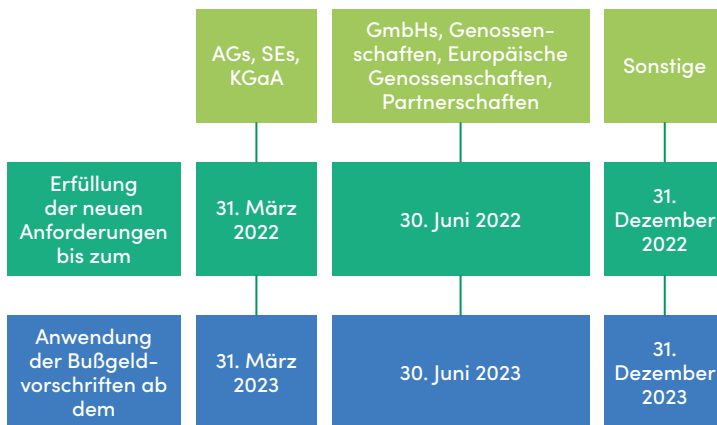 AGs, SEs,
KGaA
GmbHs, Genossen-
schaften, Europäische
Genossenschaften,
Partnerschaften
Sonstige
Erfüllung
der neuen
Anforderungen
bis zum
31. März
2022
30. Juni 2022
31.
Dezember
2022
Anwendung
der Bußgeld-
vorschriften ab
dem
31. März
2023
30. Juni 2023
31.
Dezember
2023